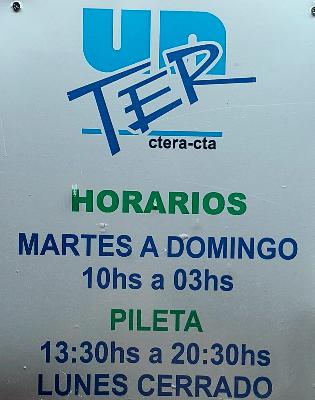 un
TER
ctera-cta
HORARIOS
MARTES A DOMINGO
10hs a 03hs
PILETA
13:30hs a 20:30hs
LUNES CERRADO